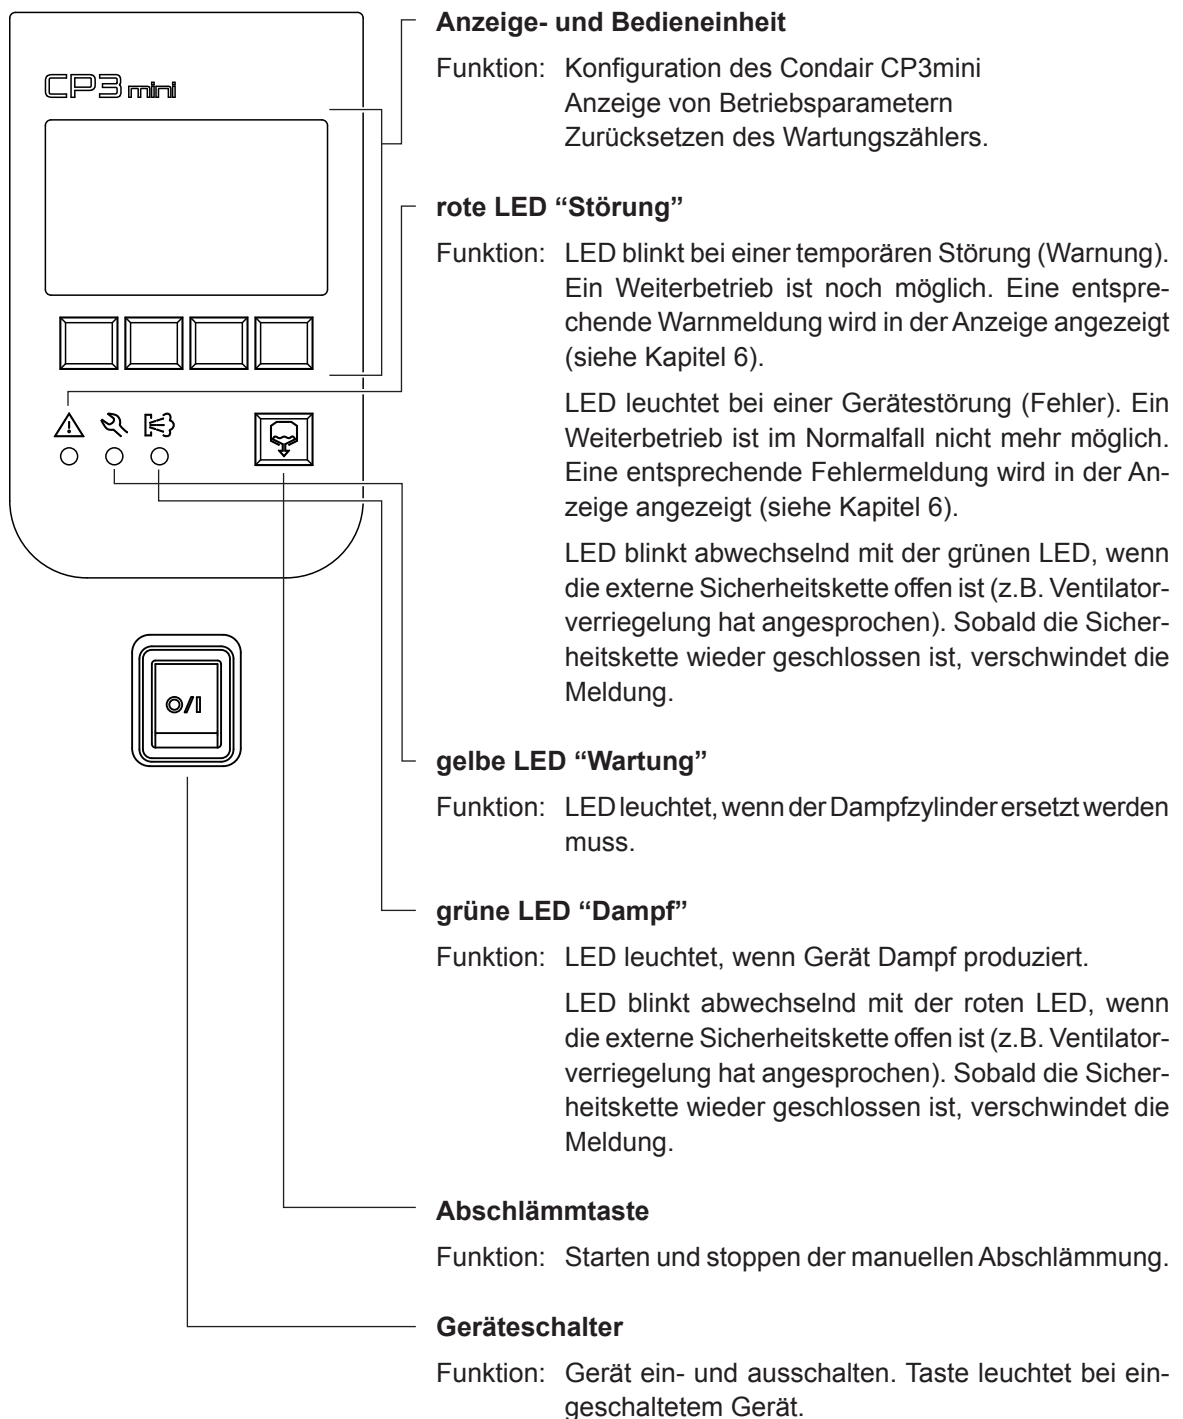 CP3 mini
O/I
Anzeige- und Bedieneinheit
Funktion: Konfiguration des Condair CP3mini
Anzeige von Betriebsparametern
Zurücksetzen des Wartungszählers.
rote LED “Störung”
Funktion: LED blinkt bei einer temporären Störung (Warnung).
Ein Weiterbetrieb ist noch möglich. Eine entspre-
chende Warnmeldung wird in der Anzeige angezeigt
(siehe Kapitel 6).
LED leuchtet bei einer Gerätestörung (Fehler). Ein
Weiterbetrieb ist im Normalfall nicht mehr möglich.
Eine entsprechende Fehlermeldung wird in der An-
zeige angezeigt (siehe Kapitel 6).
LED blinkt abwechselnd mit der grünen LED, wenn
die externe Sicherheitskette offen ist (z.B. Ventilator-
verriegelung hat angesprochen). Sobald die Sicher-
heitskette wieder geschlossen ist, verschwindet die
Meldung.
gelbe LED “Wartung”
Funktion: LED leuchtet, wenn der Dampfzylinder ersetzt werden
muss.
grüne LED “Dampf”
Funktion: LED leuchtet, wenn Gerät Dampf produziert.
LED blinkt abwechselnd mit der roten LED, wenn
die externe Sicherheitskette offen ist (z.B. Ventilator-
verriegelung hat angesprochen). Sobald die Sicher-
heitskette wieder geschlossen ist, verschwindet die
Meldung.
Abschlämmtaste
Funktion: Starten und stoppen der manuellen Abschlämmung.
Geräteschalter
Funktion: Gerät ein- und ausschalten. Taste leuchtet bei ein-
geschaltetem Gerät.